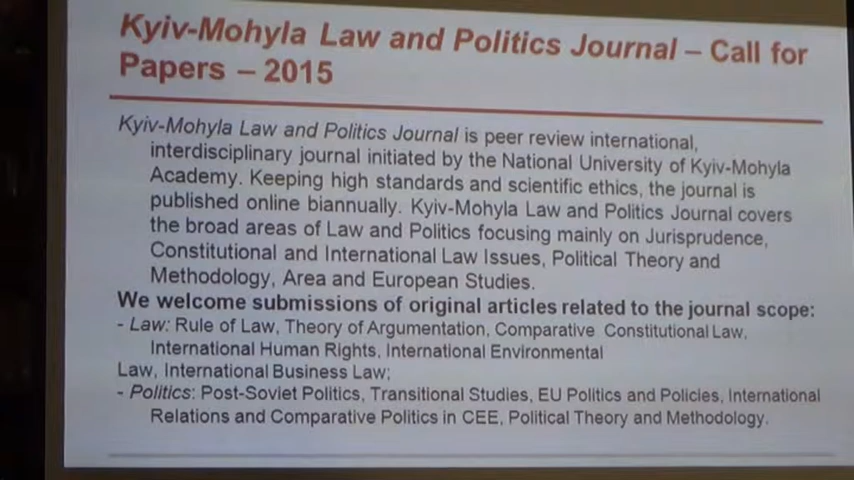 Kyiv-Mohyla Law and Politics Journal – Call for
Papers – 2015
Kyiv-Mohyla Law and Politics Journal is peer review international,
interdisciplinary journal initiated by the National University of Kyiv-Mohyla
Academy. Keeping high standards and scientific ethics, the journal is
published online biannually. Kyiv-Mohyla Law and Politics Journal covers
the broad areas of Law and Politics focusing mainly on Jurisprudence,
Constitutional and International Law Issues, Political Theory and
Methodology, Area and European Studies.
We welcome submissions of original articles related to the journal scope:
- Law: Rule of Law, Theory of Argumentation, Comparative Constitutional Law,
International Human Rights, International Environmental
Law, International Business Law;
- Politics: Post-Soviet Politics, Transitional Studies, EU Politics and Policies, International
Relations and Comparative Politics in CEE, Political Theory and Methodology.